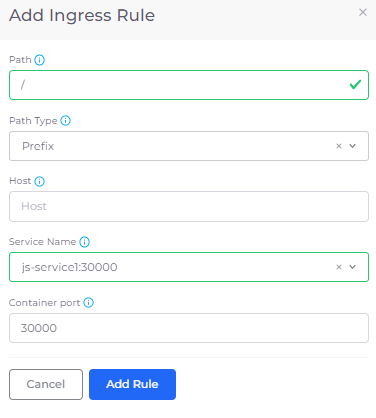 Add Ingress Rule
Path
/
Path Type
Prefix
Host
Host
Service Name
js-service1:30000
Container port
30000
Cancel
Add Rule